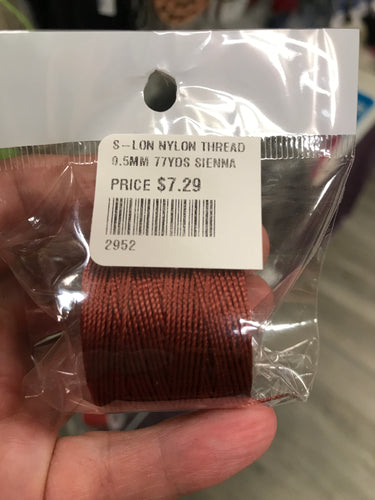 S-LON NYLON THREAD
0.5MM 77YDS SIENNA
PRICE $7.29
2952